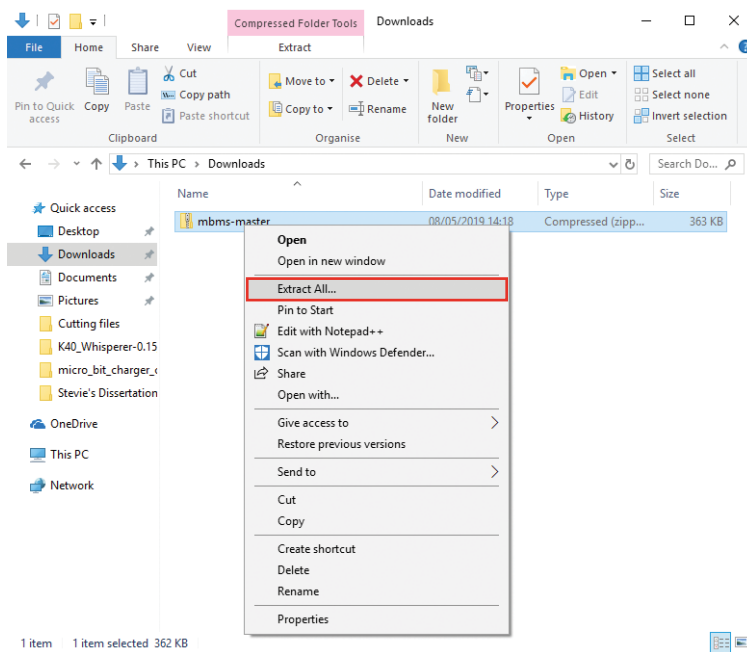 Compressed Folder Tools Downloads
File Home Share View Extract
Pin to Quick access
Copy
Paste
Cut
Copy path
Paste shortcut
Clipboard
Move to
Copy to
Delete
Rename
Organise
New folder
New
Properties
Open
Edit
History
Open
Select all
Select none
Invert selection
Select
This PC > Downloads
Search Do...
Name Date modified Type Size
mbms-master 08/05/2019 14:18 Compressed (zipp... 363 KB
Quick access
Desktop
Downloads
Documents
Pictures
Cutting files
K40_Whisperer-0.15
micro_bit_charger_
Stevie's Dissertation
OneDrive
This PC
Network
Open
Open in new window
Extract All...
Pin to Start
Edit with Notepad++
Scan with Windows Defender...
Share
Open with...
Give access to
Restore previous versions
Send to
Cut
Copy
Create shortcut
Delete
Rename
Properties
1 item 1 item selected 362 KB